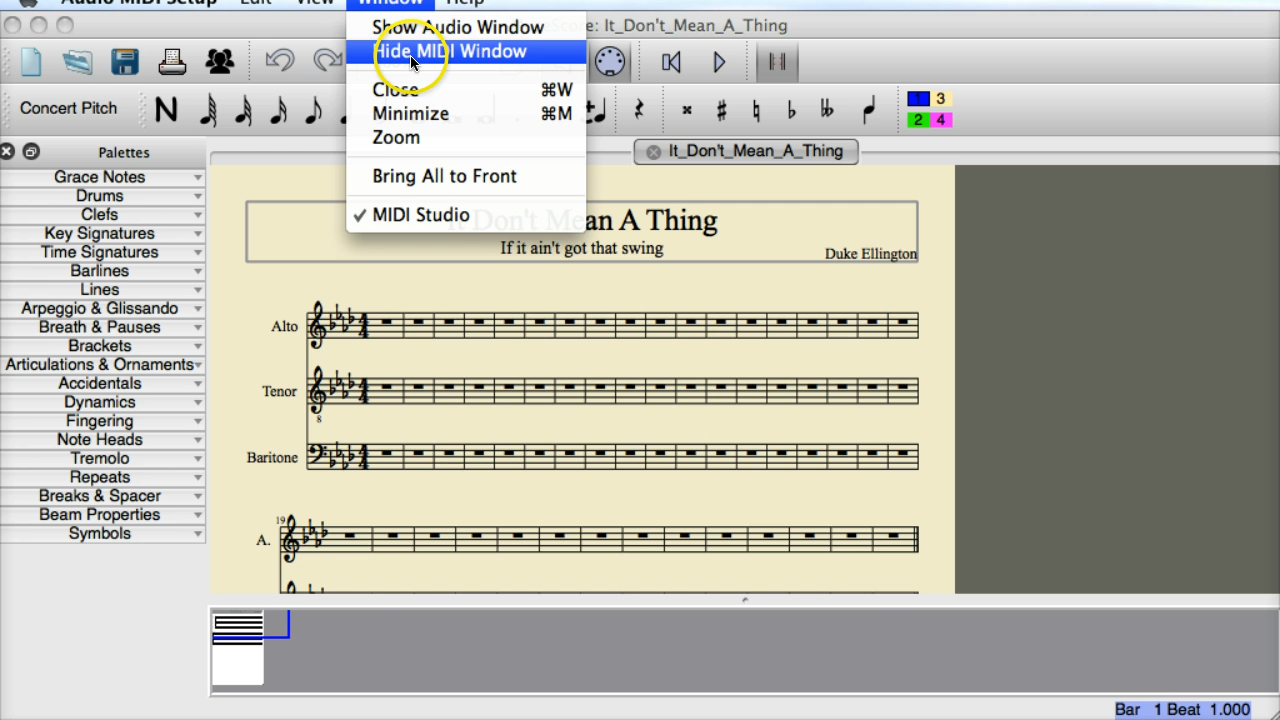 Audio MIDI Setup Edit View Window Help
Score: It_Don't_Mean_A_Thing
Show Audio Window
Hide MIDI Window
Close ⌘W
Minimize ⌘M
Zoom
Bring All to Front
✓ MIDI Studio
Concert Pitch
N
1 3
2 4
Palettes
It_Don't_Mean_A_Thing
Grace Notes
Drums
Clefs
Key Signatures
Time Signatures
Barlines
Lines
Arpeggio & Glissando
Breath & Pauses
Brackets
Articulations & Ornaments
Accidentals
Dynamics
Fingering
Note Heads
Tremolo
Repeats
Breaks & Spacer
Beam Properties
Symbols
It Don't Mean A Thing
If it ain't got that swing
Duke Ellington
Alto
Tenor
8
Baritone
19
A.
Bar 1 Beat 1.000